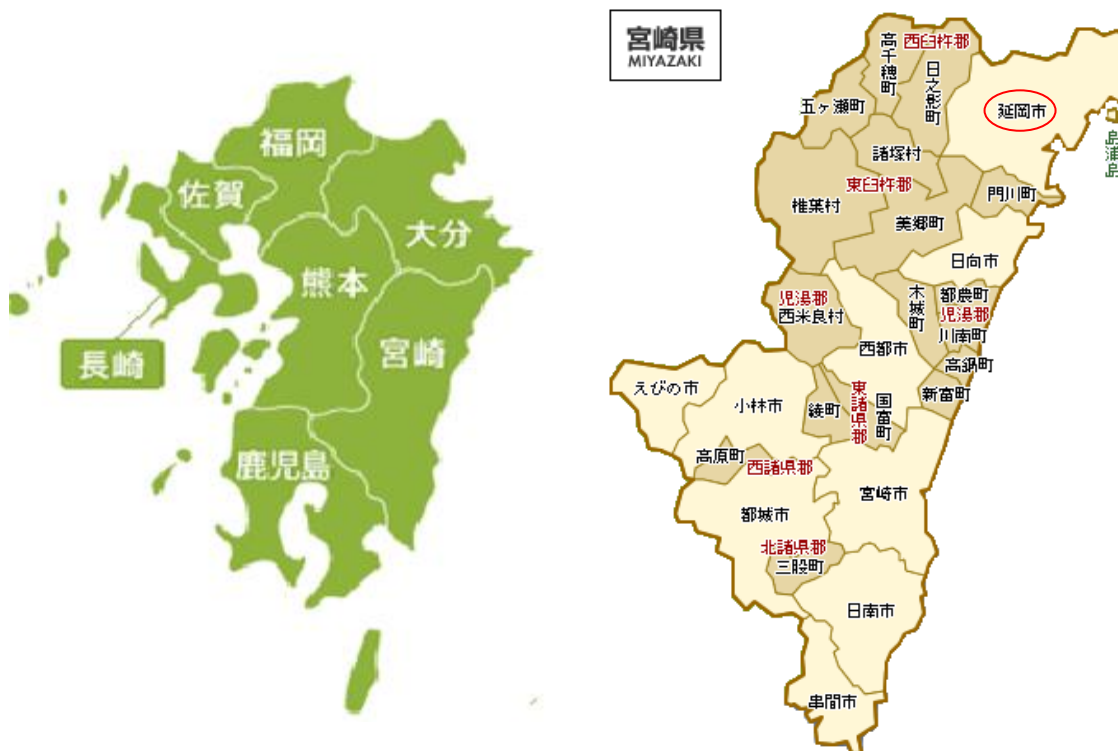 福岡
佐賀
大分
熊本
長崎
宮崎
鹿児島
宮崎県
MIYAZAKI
西臼杵郡
高千穂町
日之影町
延岡市
五ヶ瀬町
島浦島
諸塚村
東臼杵郡
門川町
椎葉村
美郷町
日向市
児湯郡
西米良村
木城町
都農町
児湯郡
川南町
西都市
高鍋町
えびの市
小林市
綾町
東諸県郡
国富町
新富町
高原町
西諸県郡
宮崎市
都城市
北諸県郡
三股町
日南市
串間市